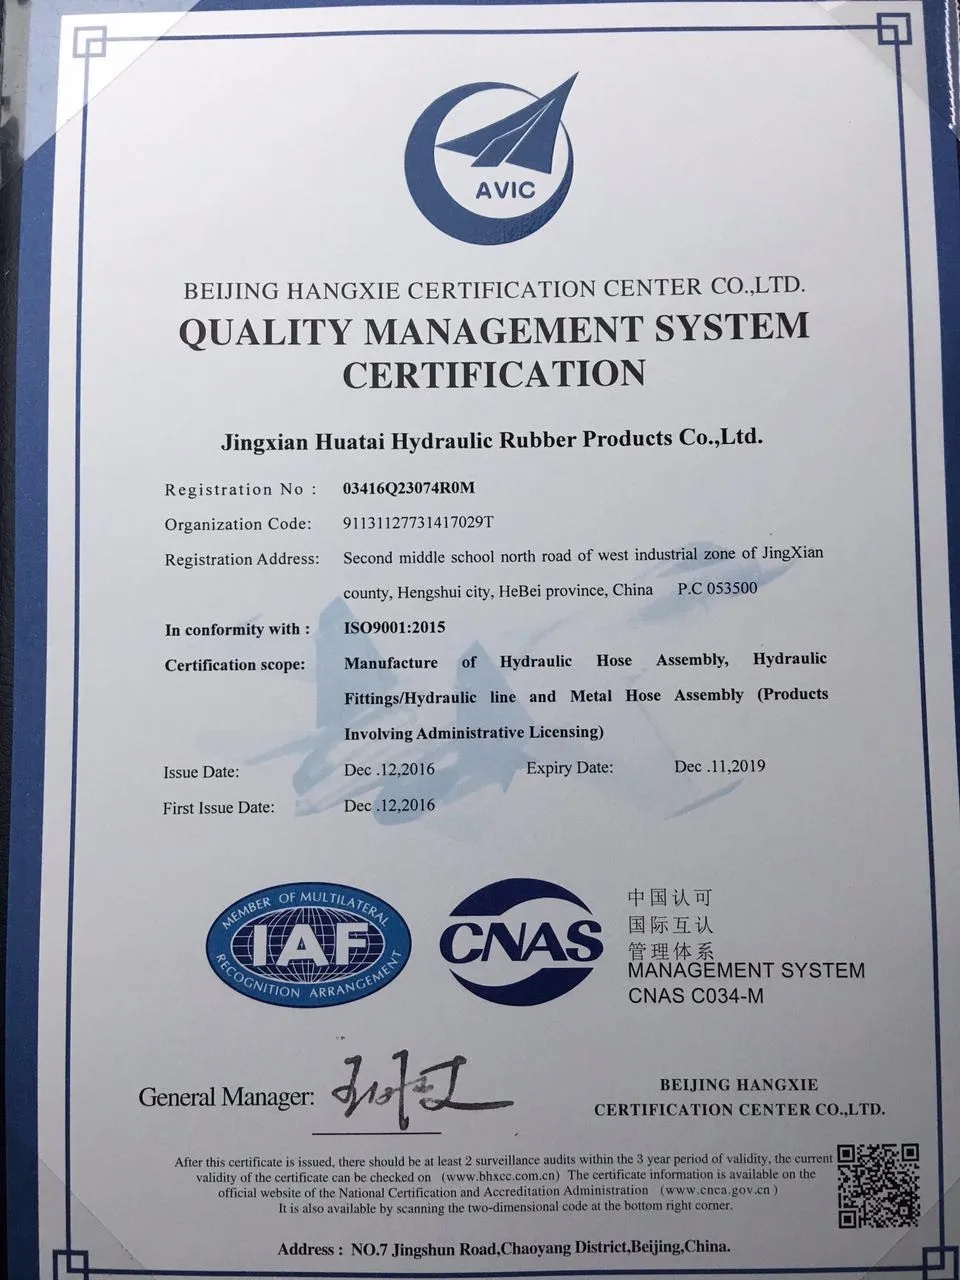 AVIC
BEIJING HANGXIE CERTIFICATION CENTER CO.,LTD.
QUALITY MANAGEMENT SYSTEM
CERTIFICATION
Jingxian Huatai Hydraulic Rubber Products Co.,Ltd.
Registration No : 03416Q23074R0M
Organization Code: 91131127731417029T
Registration Address: Second middle school north road of west industrial zone of JingXian
county, Hengshui city, HeBei province, China P.C 053500
In conformity with : ISO9001:2015
Certification scope: Manufacture of Hydraulic Hose Assembly, Hydraulic
Fittings/Hydraulic line and Metal Hose Assembly (Products
Involving Administrative Licensing)
Issue Date: Dec .12,2016 Expiry Date: Dec .11,2019
First Issue Date: Dec .12,2016
MEMBER OF MULTILATERAL
IAF
RECOGNITION ARRANGEMENT
CNAS
中国认可
国际互认
管理体系
MANAGEMENT SYSTEM
CNAS C034-M
General Manager:
BEIJING HANGXIE
CERTIFICATION CENTER CO.,LTD.
After this certificate is issued, there should be at least 2 surveillance audits within the 3 year period of validity, the current
validity of the certificate can be checked on （www.bhxcc.com.cn）The certificate information is available on the
official website of the National Certification and Accreditation Administration （www.cnca.gov.cn ）
It is also available by scanning the two-dimensional code at the bottom right corner.
Address : NO.7 Jingshun Road,Chaoyang District,Beijing,China.